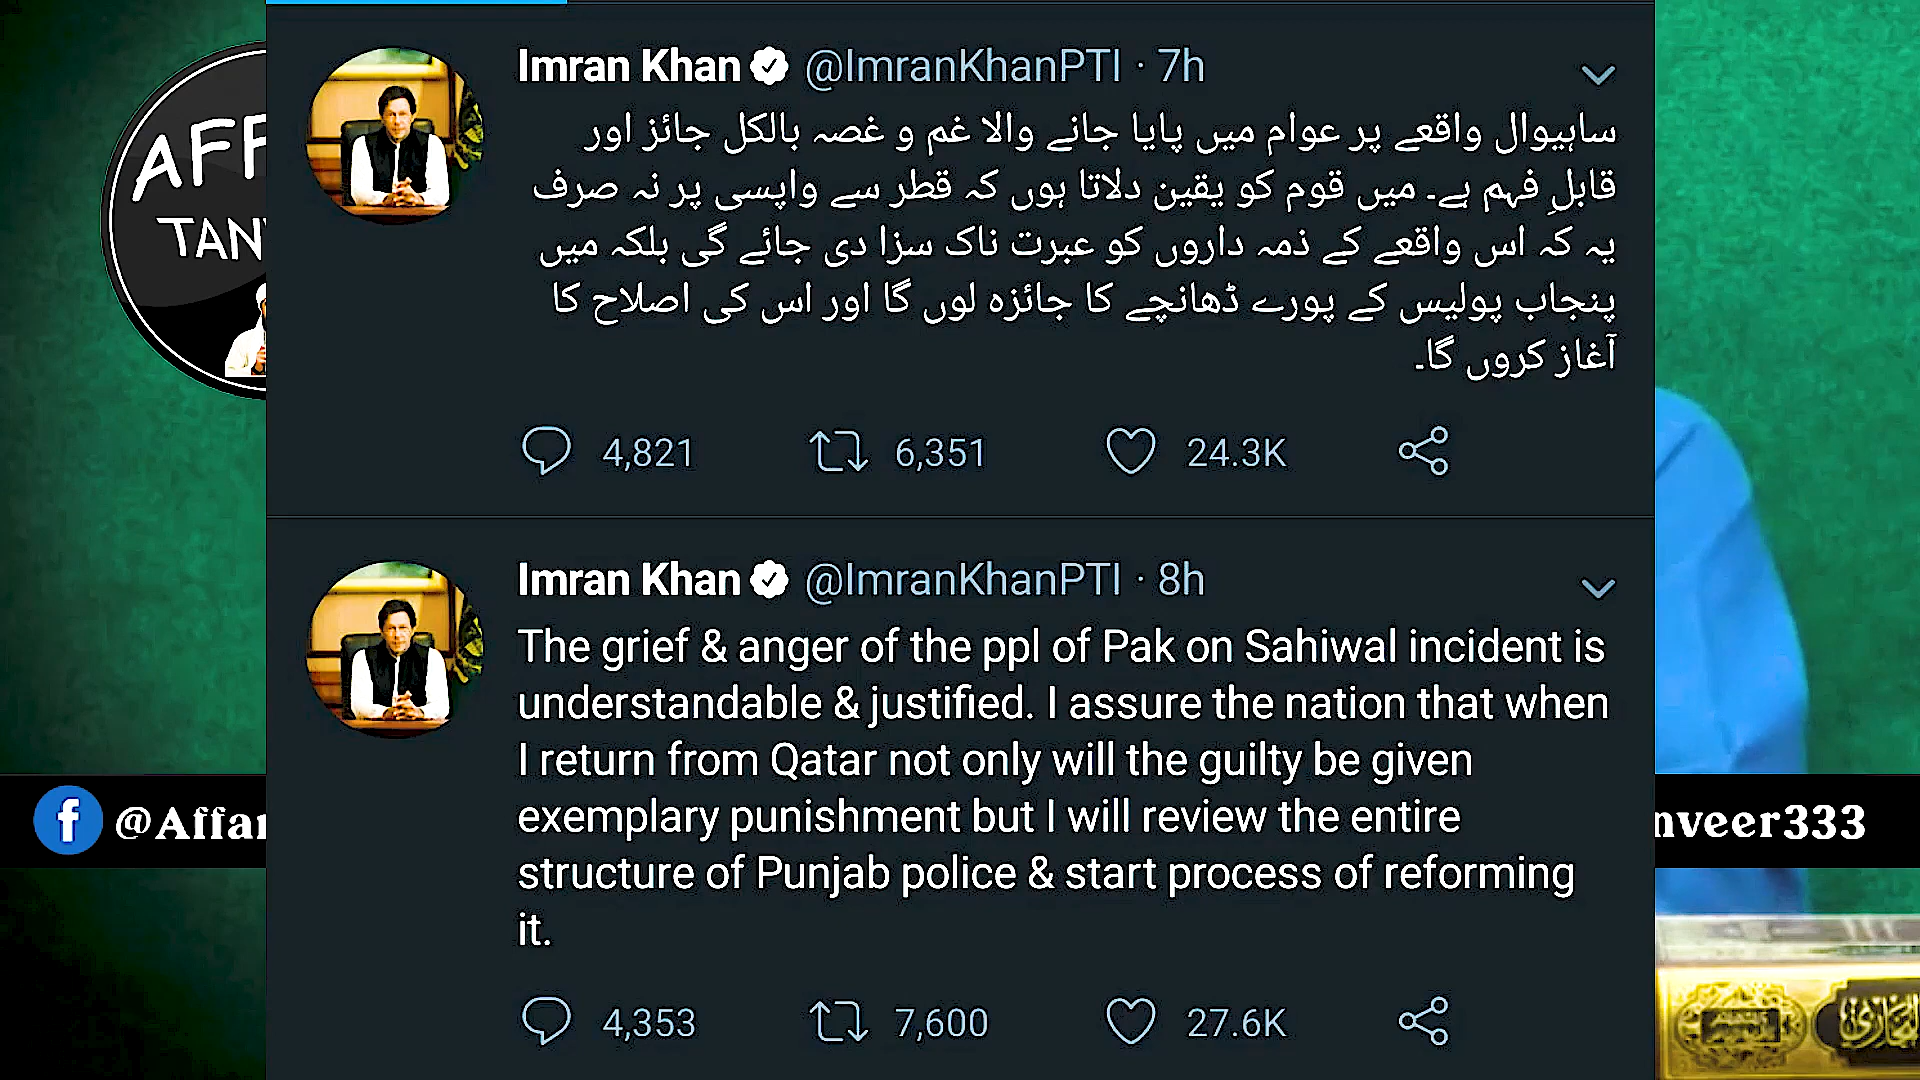 AFF
TAN
Imran Khan @ImranKhanPTI · 7h
ساہیوال واقعے پر عوام میں پایا جانے والا غم و غصہ بالکل جائز اور
قابلِ فہم ہے۔ میں قوم کو یقین دلاتا ہوں کہ قطر سے واپسی پر نہ صرف
یہ کہ اس واقعے کے ذمہ داروں کو عبرت ناک سزا دی جائے گی بلکہ میں
پنجاب پولیس کے پورے ڈھانچے کا جائزہ لوں گا اور اس کی اصلاح کا
آغاز کروں گا۔
4,821 6,351 24.3K
Imran Khan @ImranKhanPTI · 8h
The grief & anger of the ppl of Pak on Sahiwal incident is
understandable & justified. I assure the nation that when
I return from Qatar not only will the guilty be given
exemplary punishment but I will review the entire
structure of Punjab police & start process of reforming
it.
4,353 7,600 27.6K
@Affan
nveer333